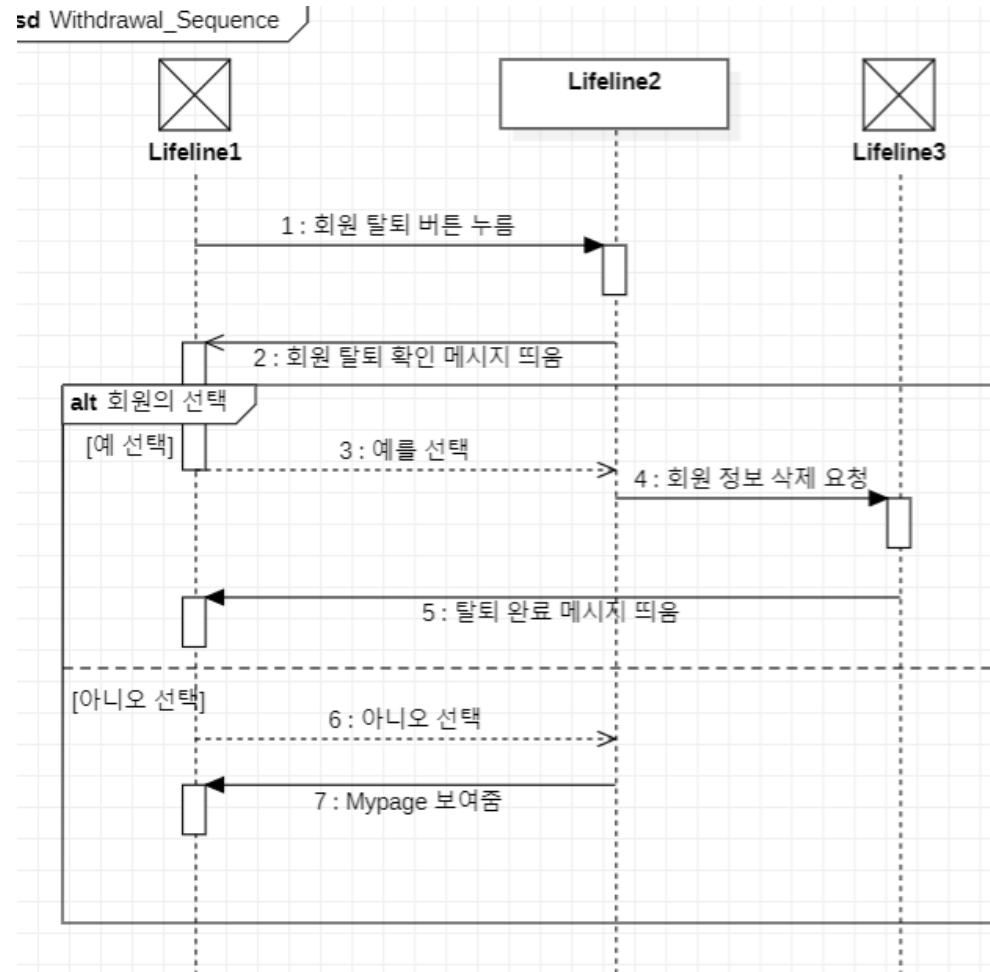 sd Withdrawal_Sequence
Lifeline1
Lifeline2
Lifeline3
1 : 회원 탈퇴 버튼 누름
2 : 회원 탈퇴 확인 메시지 띄움
alt 회원의 선택
[예 선택]
3 : 예를 선택
4 : 회원 정보 삭제 요청
5 : 탈퇴 완료 메시지 띄움
[아니오 선택]
6 : 아니오 선택
7 : Mypage 보여줌